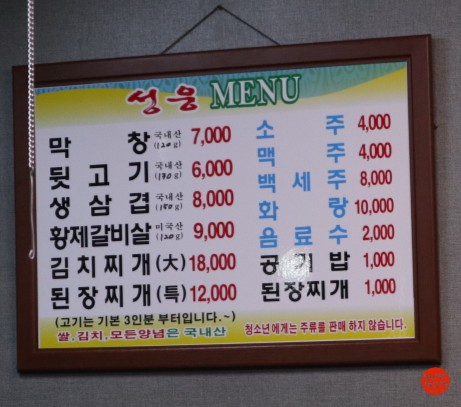 성웅 MENU
막창 국내산 (120g) 7,000
뒷고기 국내산 (130g) 6,000
생삼겹 국내산 (150g) 8,000
황제갈비살 미국산 (120g) 9,000
김치찌개(大) 18,000
된장찌개(특) 12,000
(고기는 기본 3인분 부터입니다.~)
쌀,김치,모든양념은 국내산
소주 4,000
맥주 4,000
백세주 8,000
화랑 10,000
음료수 2,000
공기밥 1,000
된장찌개 1,000
청소년에게는 주류를 판매 하지 않습니다.